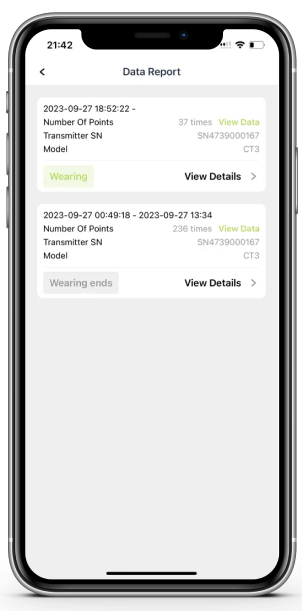 21:42
< Data Report
2023-09-27 18:52:22 -
Number Of Points 37 times View Data
Transmitter SN SN4739000167
Model CT3
Wearing View Details >
2023-09-27 00:49:18 - 2023-09-27 13:34
Number Of Points 236 times View Data
Transmitter SN SN4739000167
Model CT3
Wearing ends View Details >